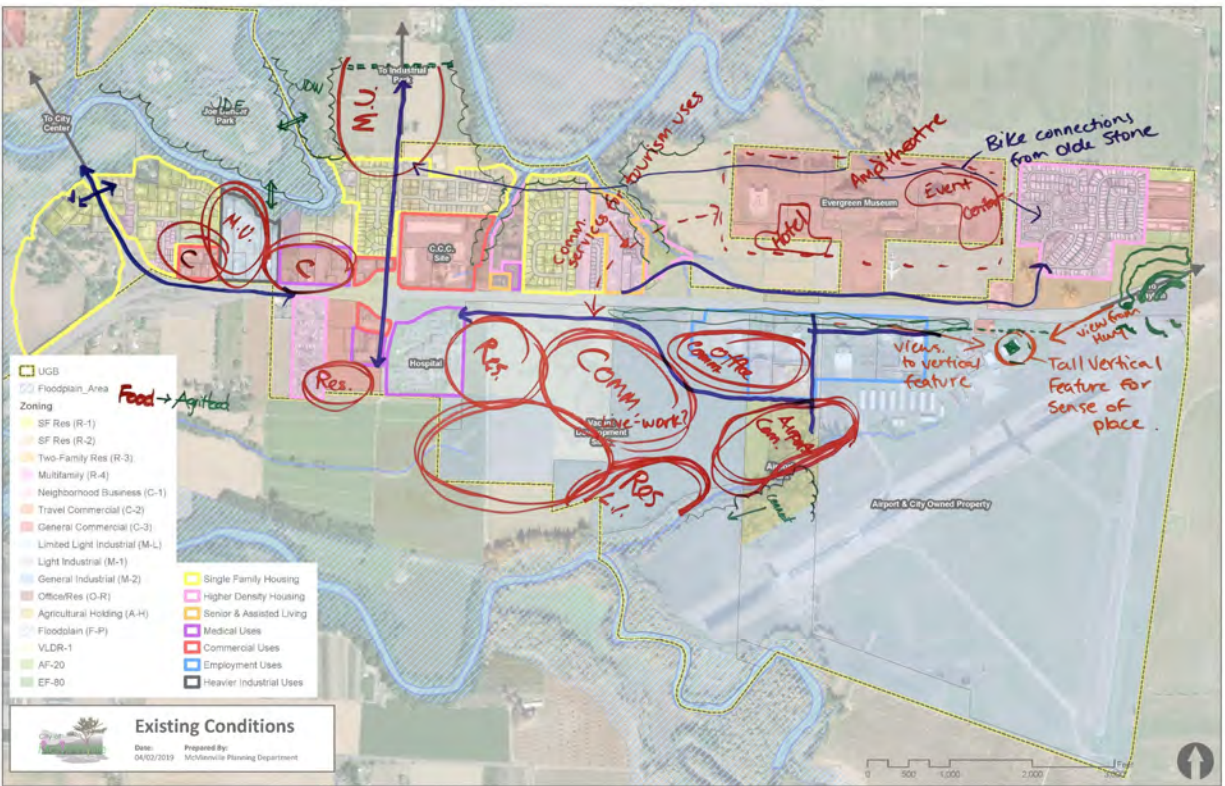 To Industrial
Park
To City
Center
M.U.
JDW
JDE
Park
tourism uses
services for
Comm.
Bike connections
from Olde Stone
Ampitheatre
Event
Center
Evergreen Museum
Hotel
M.U.
C
C
C.C.C.
Site
Hospital
Res.
Res.
Comm
live-work?
Office
Comm
Airport
Com.
Res
Vacant
Development
views
to vertical
feature
view from
Hwy
Tall Vertical
Feature for
Sense of
place.
Airport & City Owned Property
Food → Agrifood
UGB
Floodplain_Area
Zoning
SF Res (R-1)
SF Res (R-2)
Two-Family Res (R-3)
Multifamily (R-4)
Neighborhood Business (C-1)
Travel Commercial (C-2)
General Commercial (C-3)
Limited Light Industrial (M-L)
Light Industrial (M-1)
General Industrial (M-2)
Office/Res (O-R)
Agricultural Holding (A-H)
Floodplain (F-P)
VLDR-1
AF-20
EF-80
Single Family Housing
Higher Density Housing
Senior & Assisted Living
Medical Uses
Commercial Uses
Employment Uses
Heavier Industrial Uses
Existing Conditions
Date:
04/02/2019
Prepared By:
McMinnville Planning Department
Feet
0 500 1,000 2,000 3,000